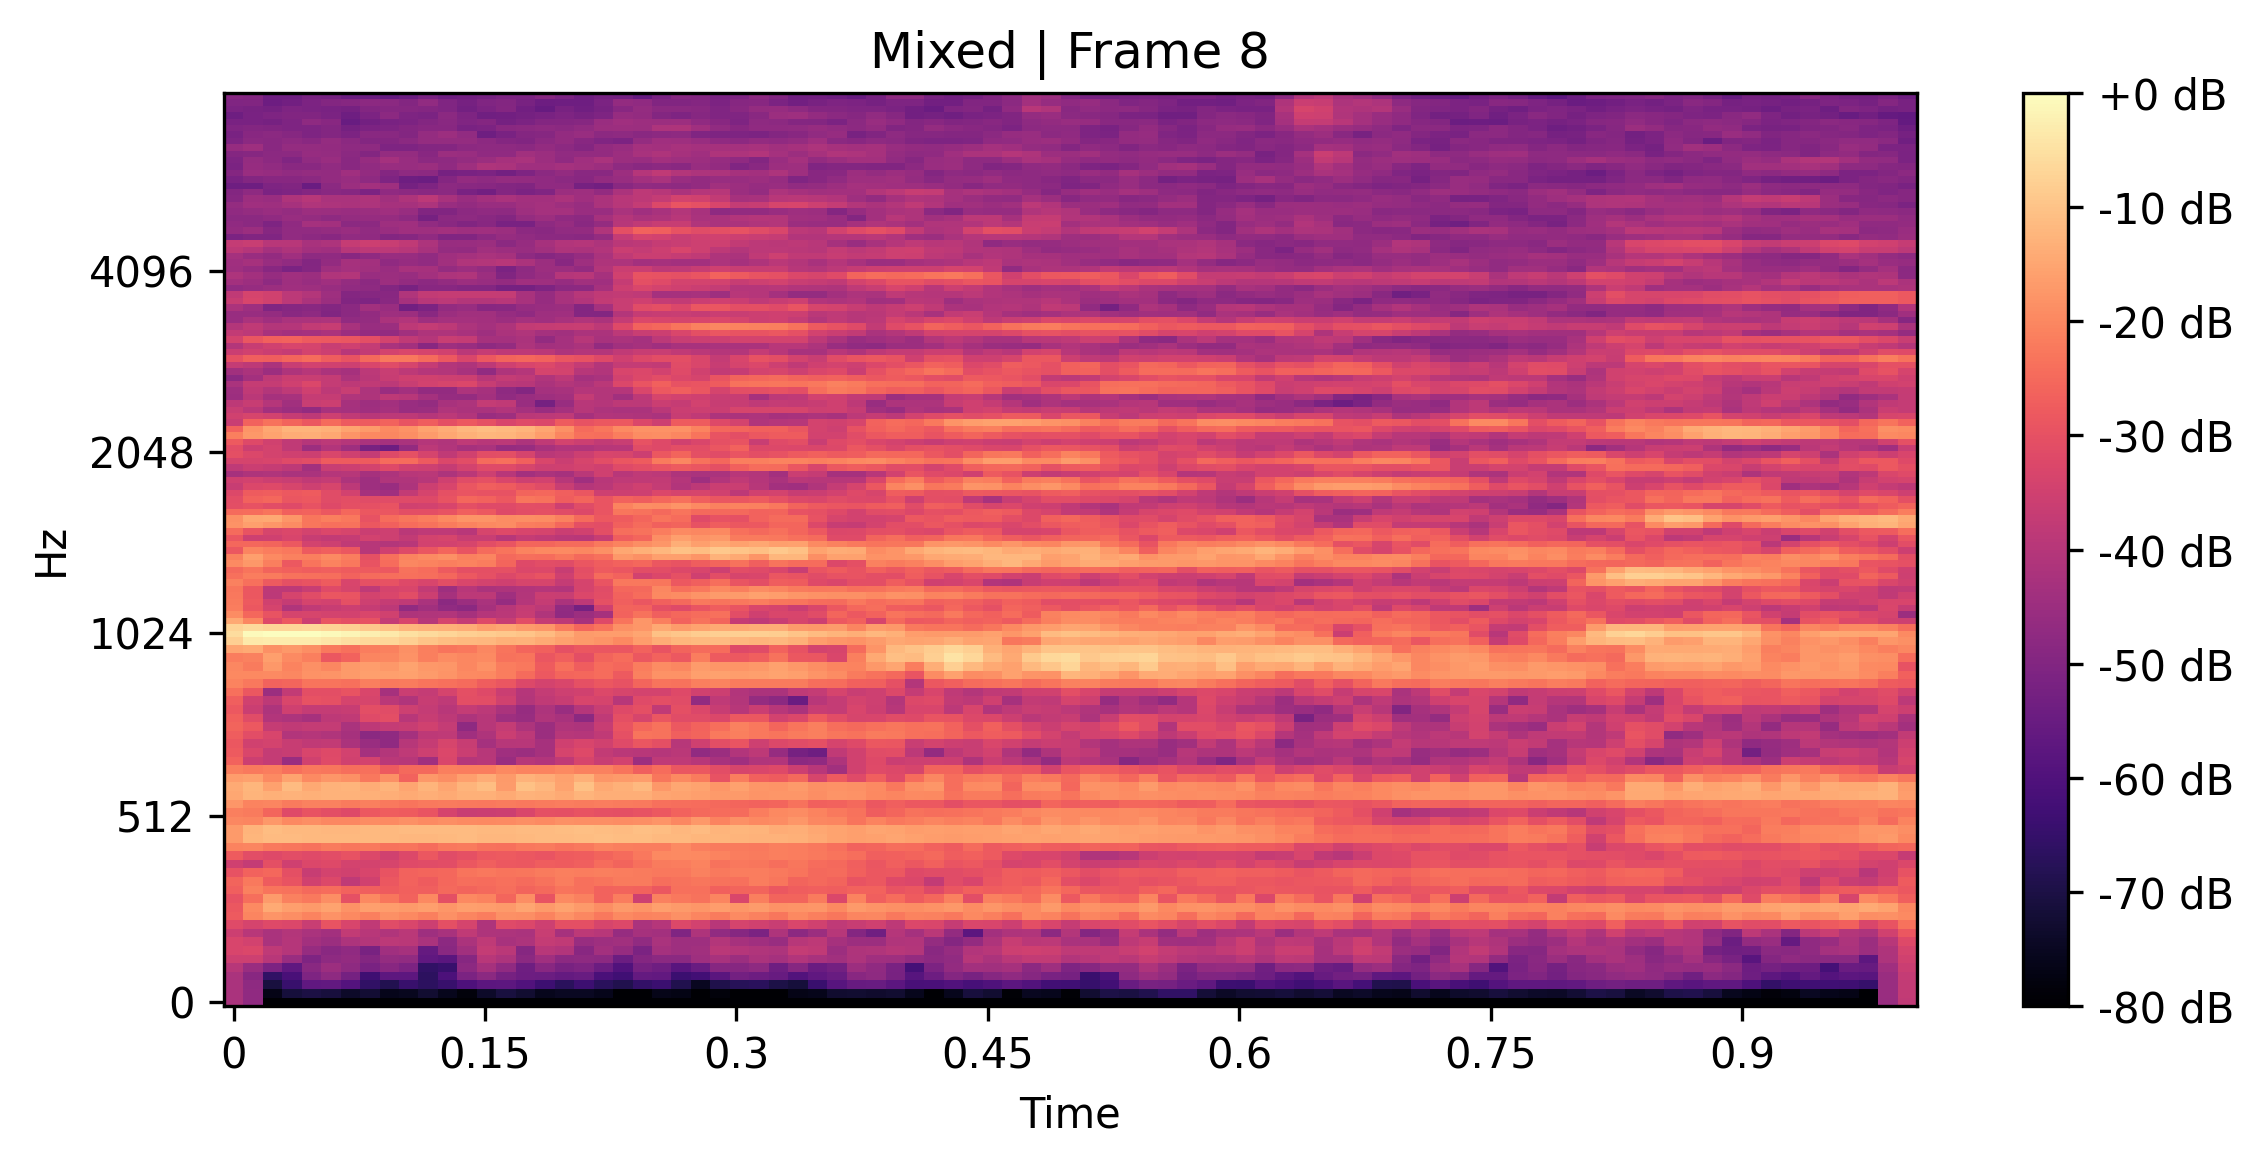 Mixed | Frame 8
+0 dB
-10 dB
-20 dB
-30 dB
-40 dB
-50 dB
-60 dB
-70 dB
-80 dB
Hz
4096
2048
1024
512
0
0 0.15 0.3 0.45 0.6 0.75 0.9
Time